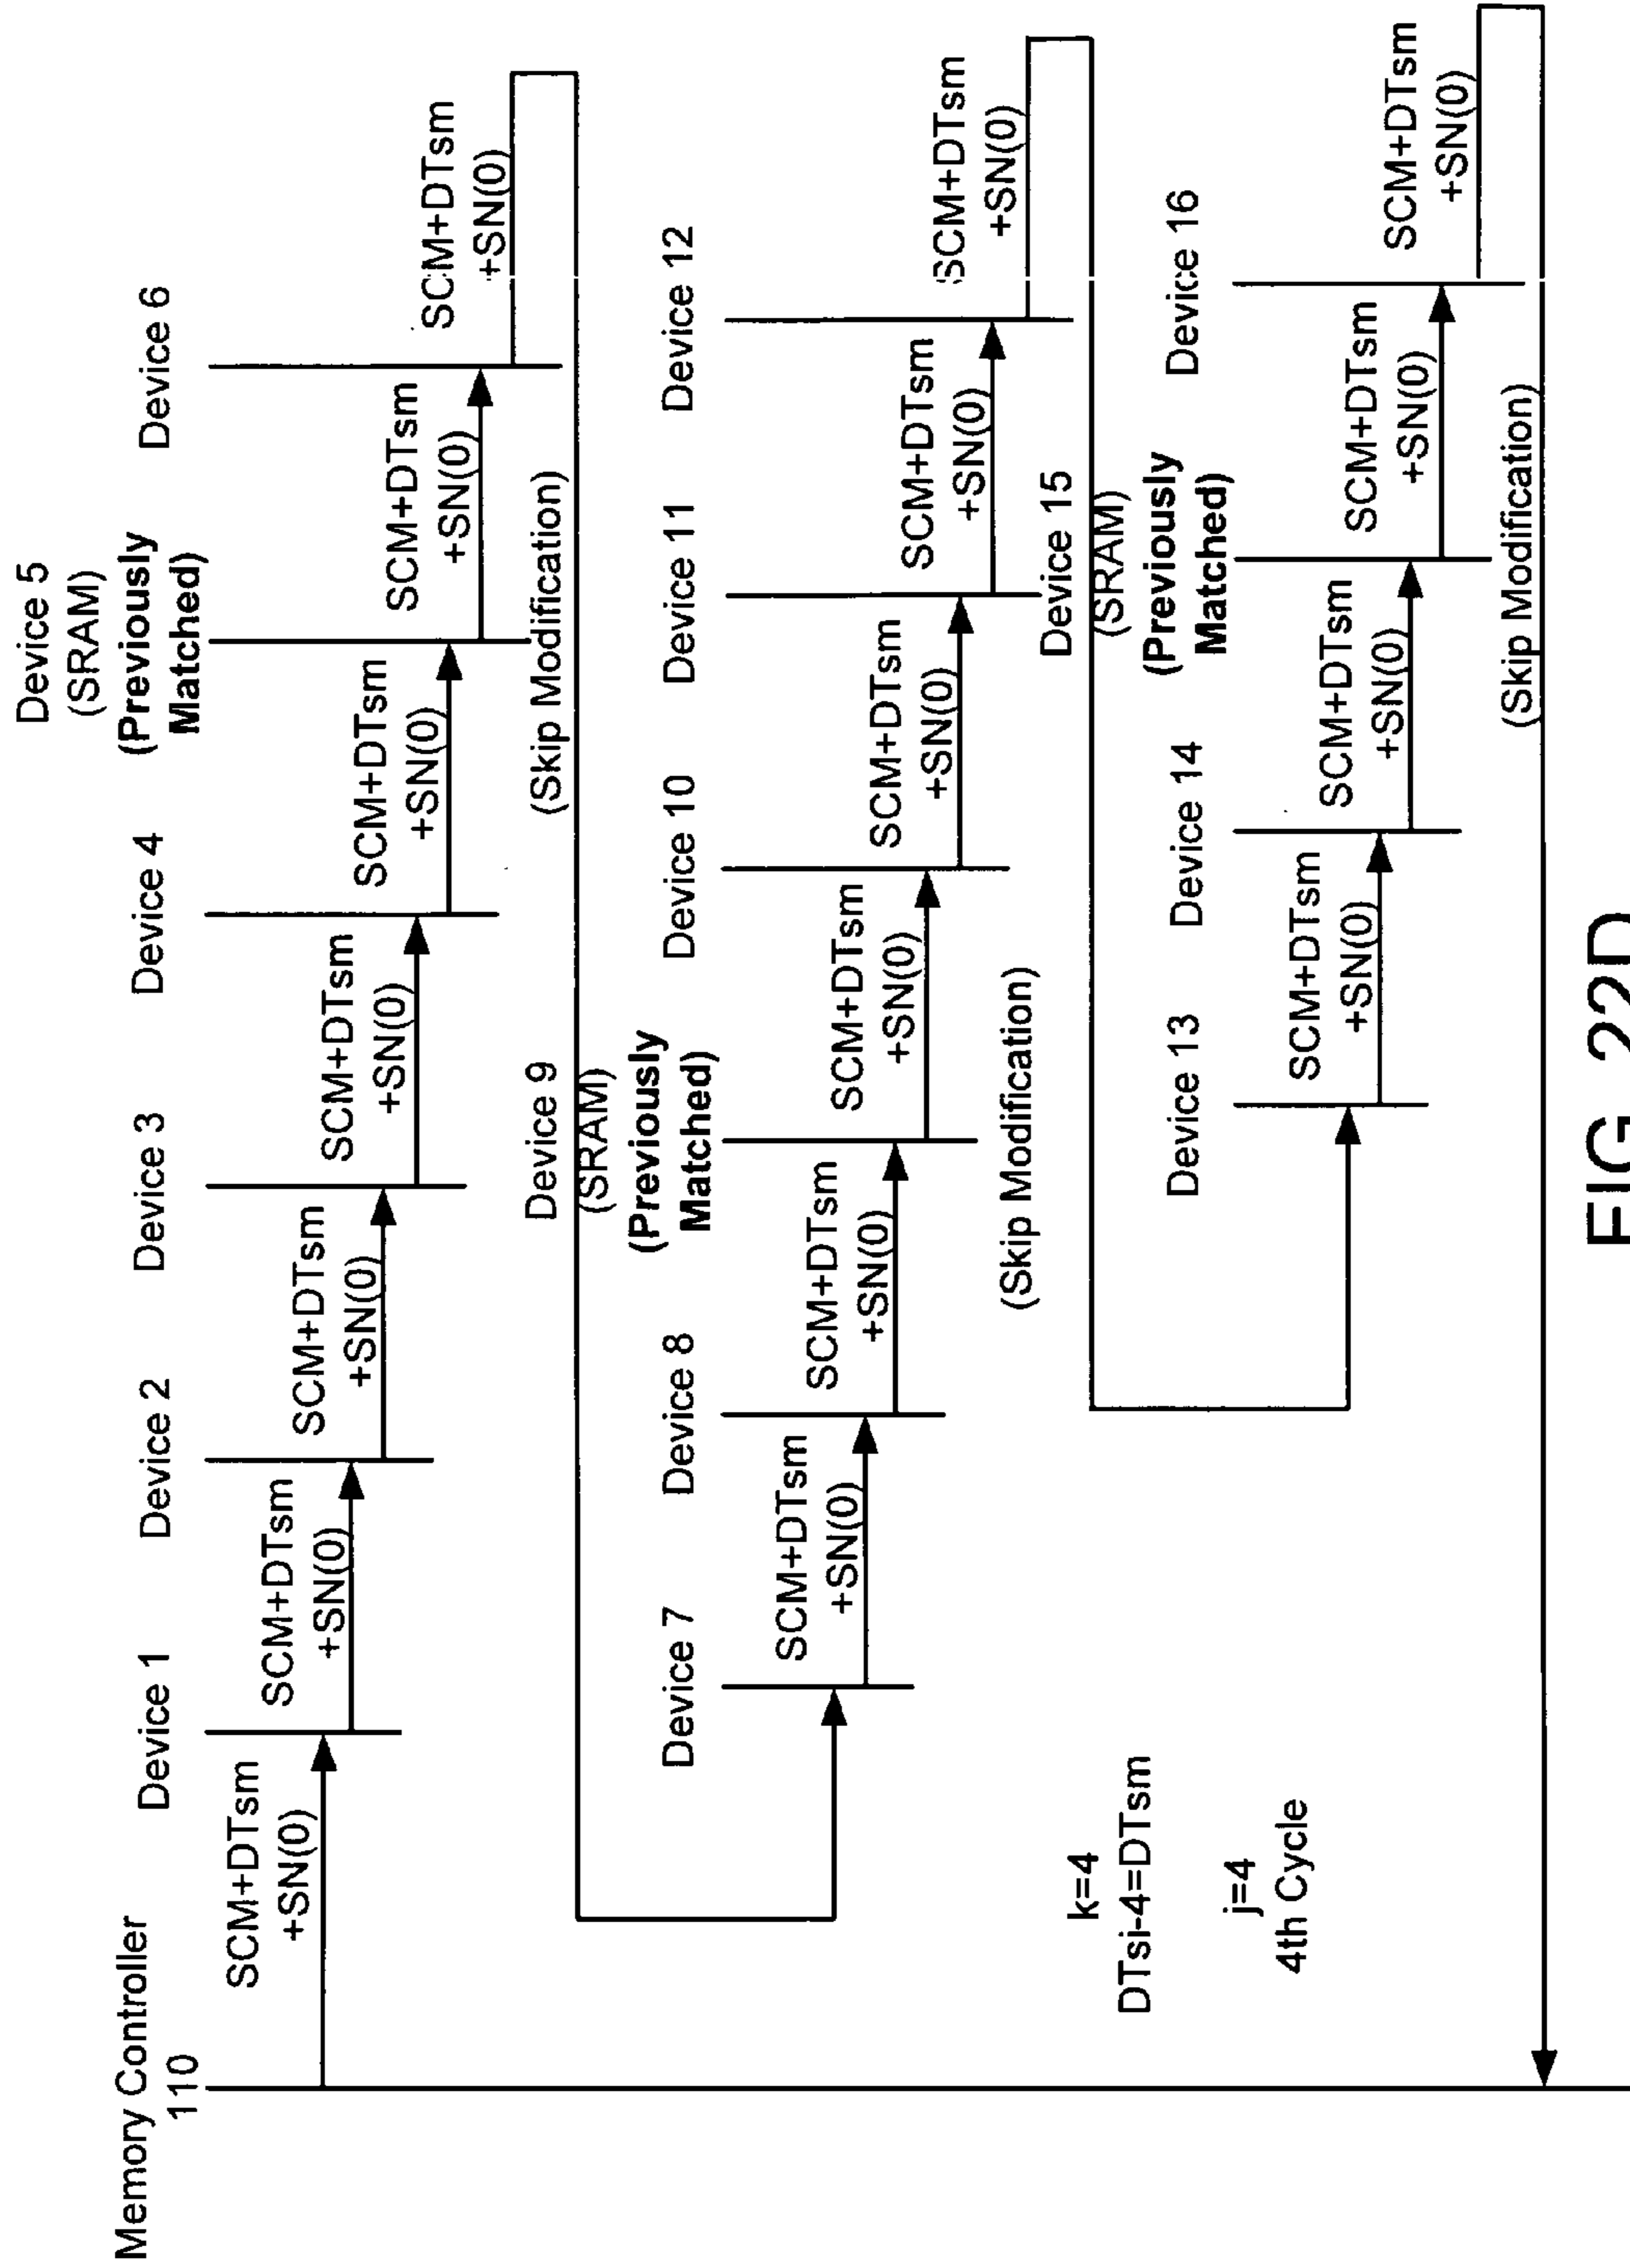 Memory Controller
110
Device 1
Device 2
Device 3
Device 4
Device 5
(SRAM)
(Previously
Matched)
Device 6
SCM+DTsm
+SN(0)
SCM+DTsm
+SN(0)
SCM+DTsm
+SN(0)
SCM+DTsm
+SN(0)
SCM+DTsm
+SN(0)
SCM+DTsm
+SN(0)
SCM+DTsm
+SN(0)
(Skip Modification)
Device 7
Device 8
Device 9
(SRAM)
(Previously
Matched)
Device 10
Device 11
Device 12
SCM+DTsm
+SN(0)
SCM+DTsm
+SN(0)
SCM+DTsm
+SN(0)
SCM+DTsm
+SN(0)
SCM+DTsm
+SN(0)
SCM+DTsm
+SN(0)
(Skip Modification)
k=4
DTsi-4=DTsm
j=4
4th Cycle
Device 13
Device 14
Device 15
(SRAM)
(Previously
Matched)
Device 16
SCM+DTsm
+SN(0)
SCM+DTsm
+SN(0)
SCM+DTsm
+SN(0)
SCM+DTsm
+SN(0)
(Skip Modification)
FIG 22D